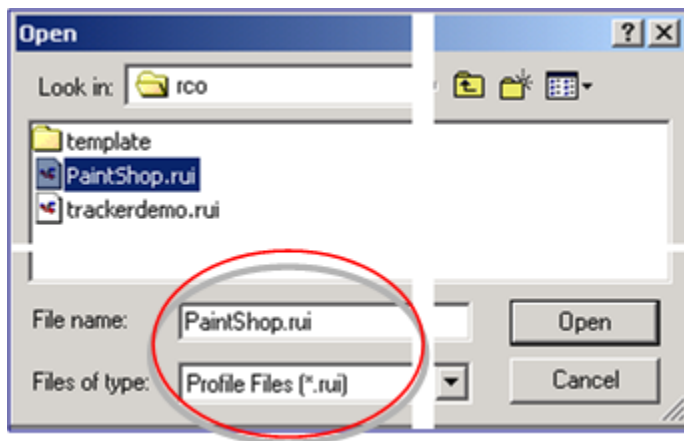 Open
Look in: rco
template
PaintShop.rui
trackerdemo.rui
File name: PaintShop.rui Open
Files of type: Profile Files (*.rui) Cancel